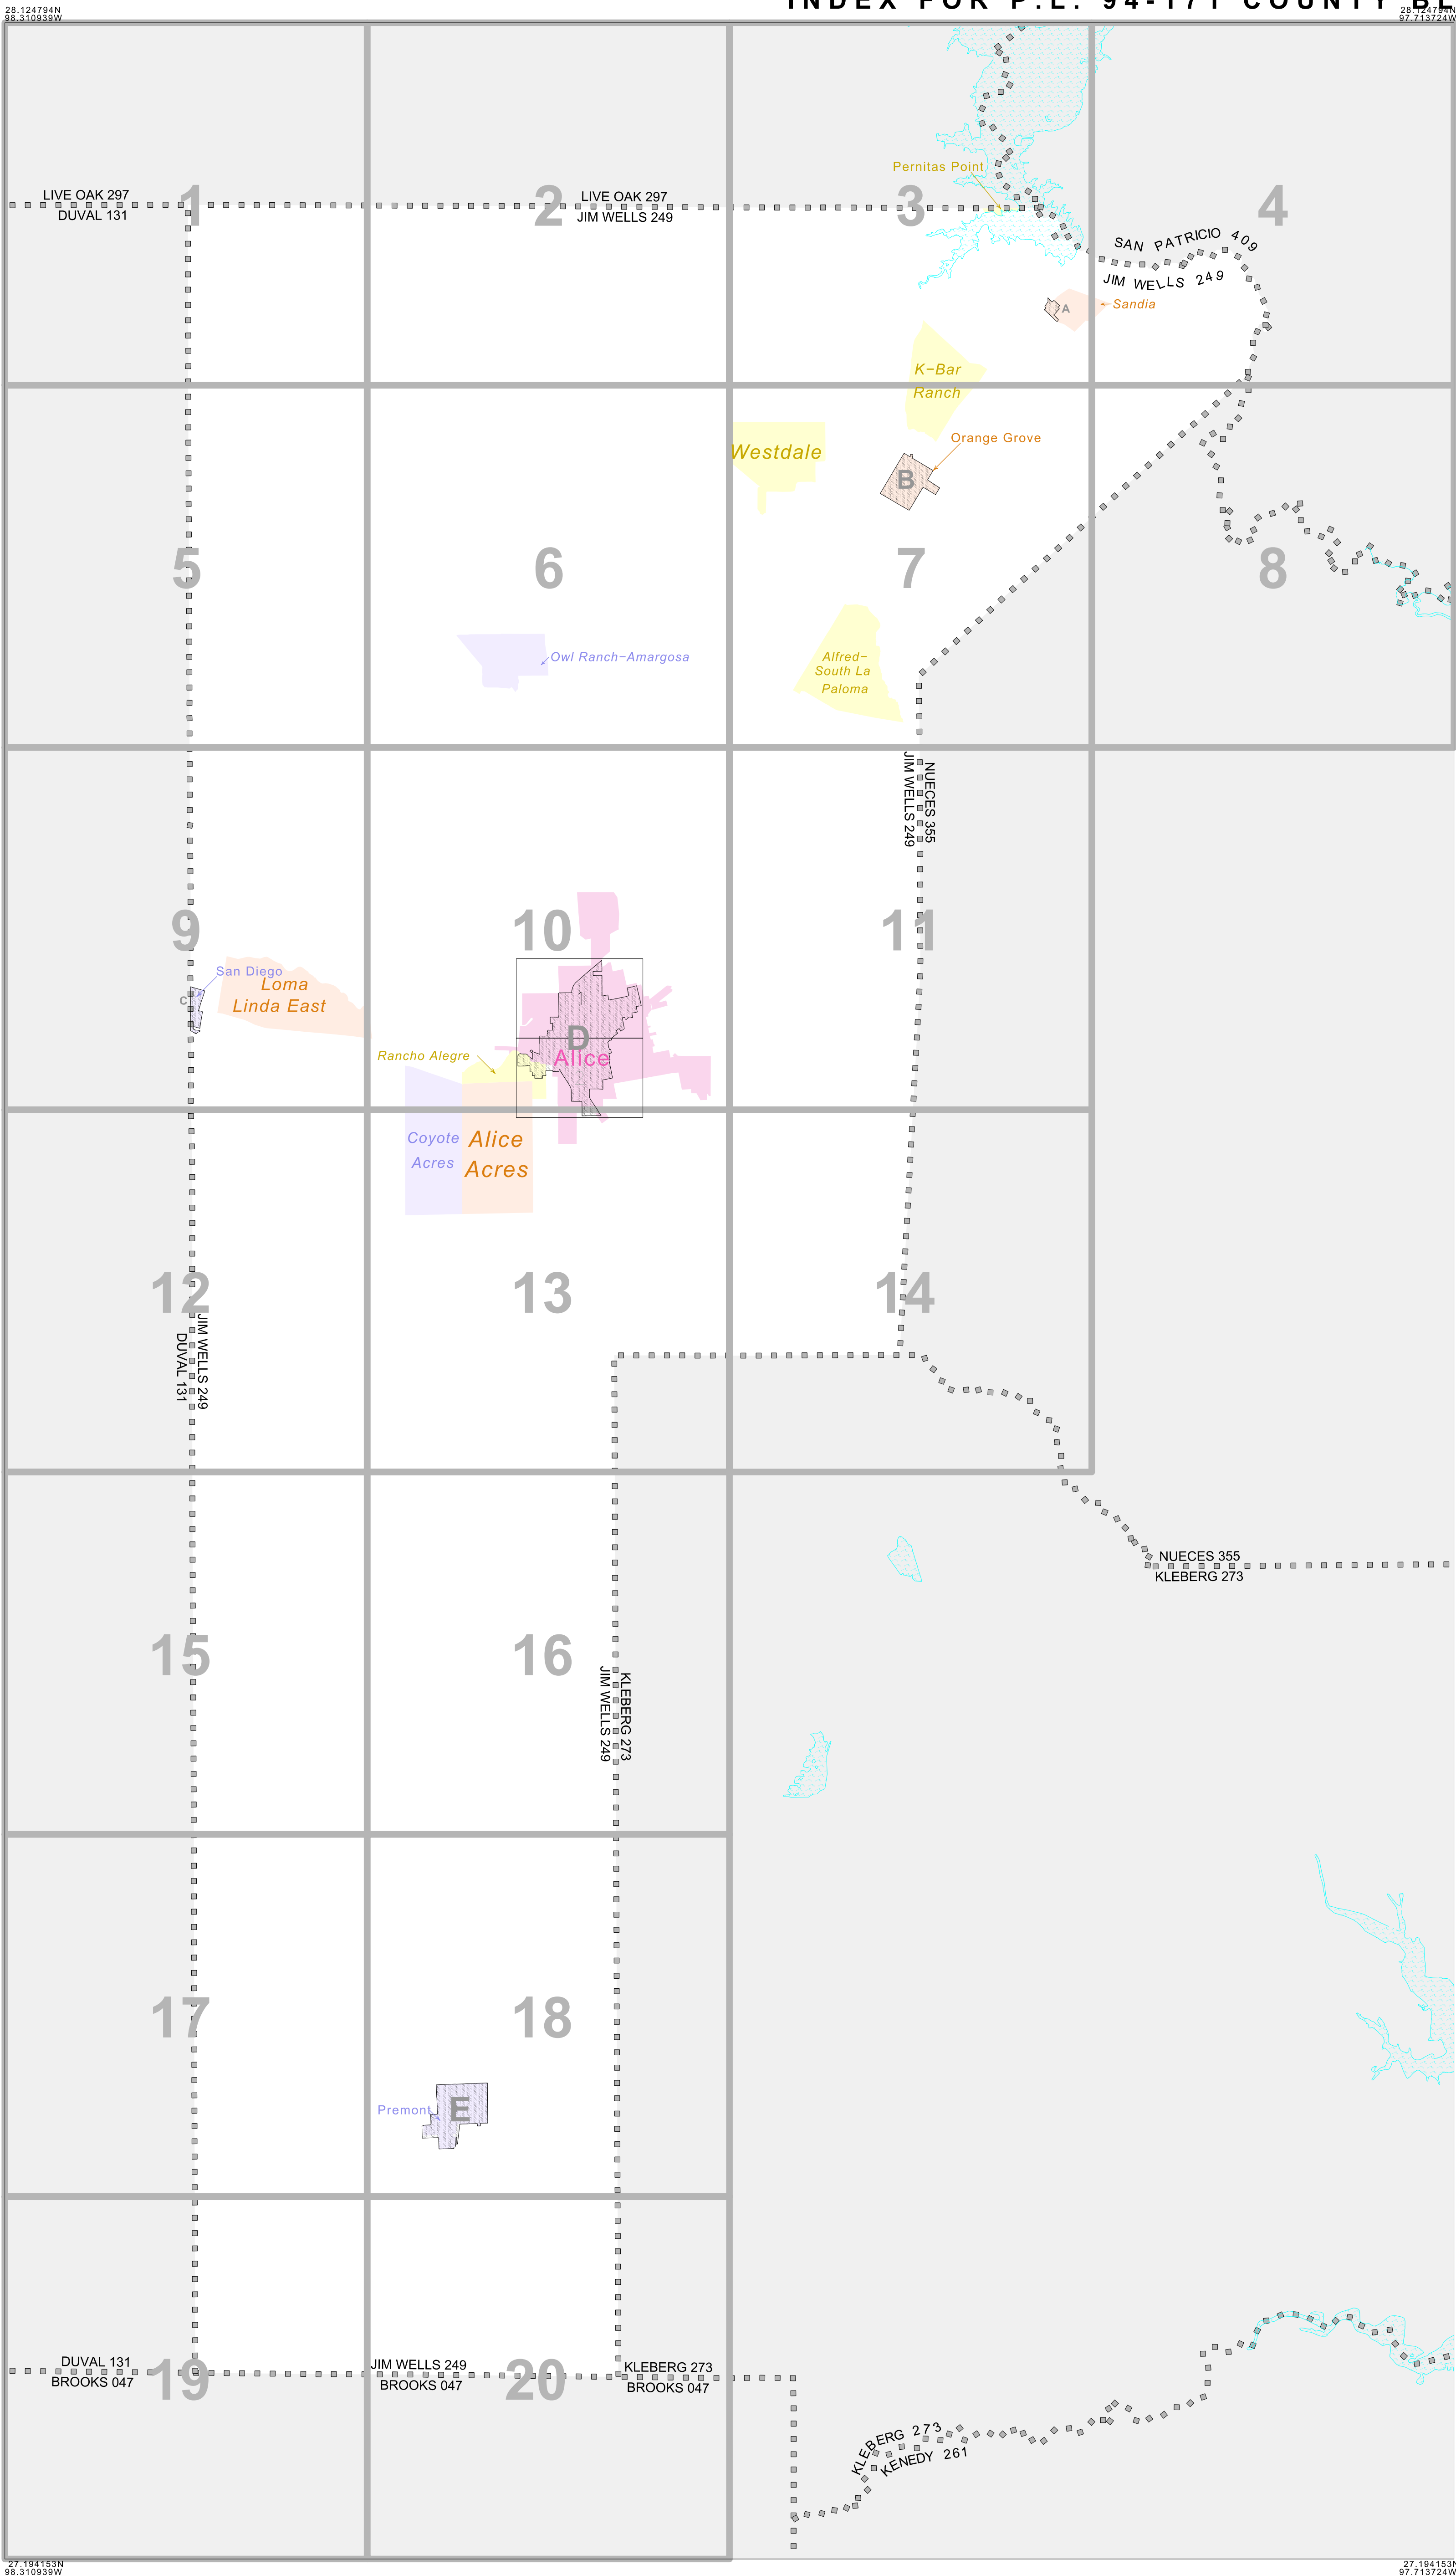 INDEX FOR P.L. 94-171 COUNTY BL
28.124794N
98.310939W
28.124794N
97.713724W
Pernitas Point
LIVE OAK 297
DUVAL 131
1
2
LIVE OAK 297
JIM WELLS 249
3
4
SAN PATRICIO 409
JIM WELLS 249
A
Sandia
K-Bar
Ranch
Orange Grove
Westdale
B
5
6
7
8
Owl Ranch-Amargosa
Alfred-
South La
Paloma
JIM WELLS 249
NUECES 355
9
10
11
San Diego
C
Loma
Linda East
1
D
Alice
2
Rancho Alegre
Coyote
Acres
Alice
Acres
12
13
14
DUVAL 131
JIM WELLS 249
NUECES 355
KLEBERG 273
15
16
JIM WELLS 249
KLEBERG 273
17
18
Premont
E
DUVAL 131
BROOKS 047
19
JIM WELLS 249
BROOKS 047
20
KLEBERG 273
BROOKS 047
KLEBERG 273
KENEDY 261
27.194153N
98.310939W
27.194153N
97.713724W